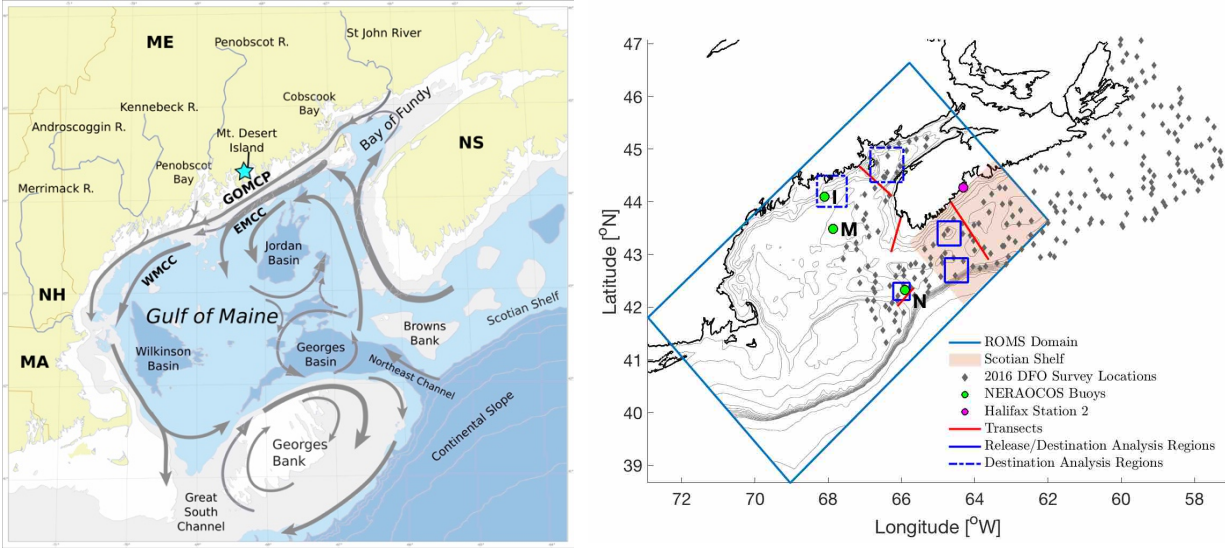 ME
Penobscot R.
St John River
Kennebeck R.
Cobscook
Bay
Bay of Fundy
Androscoggin R.
Mt. Desert
Island
NS
Penobscot
Bay
GOMCP
Merrimack R.
EMCC
Jordan
Basin
WMCC
NH
Gulf of Maine
Scotian Shelf
Browns
Bank
MA
Wilkinson
Basin
Georges
Basin
Northeast Channel
Continental Slope
Georges
Bank
Great
South
Channel
47
46
45
44
43
42
41
40
39
Latitude [°N]
I
M
N
ROMS Domain
Scotian Shelf
2016 DFO Survey Locations
NERAOCOS Buoys
Halifax Station 2
Transects
Release/Destination Analysis Regions
Destination Analysis Regions
72 70 68 66 64 62 60 58
Longitude [°W]